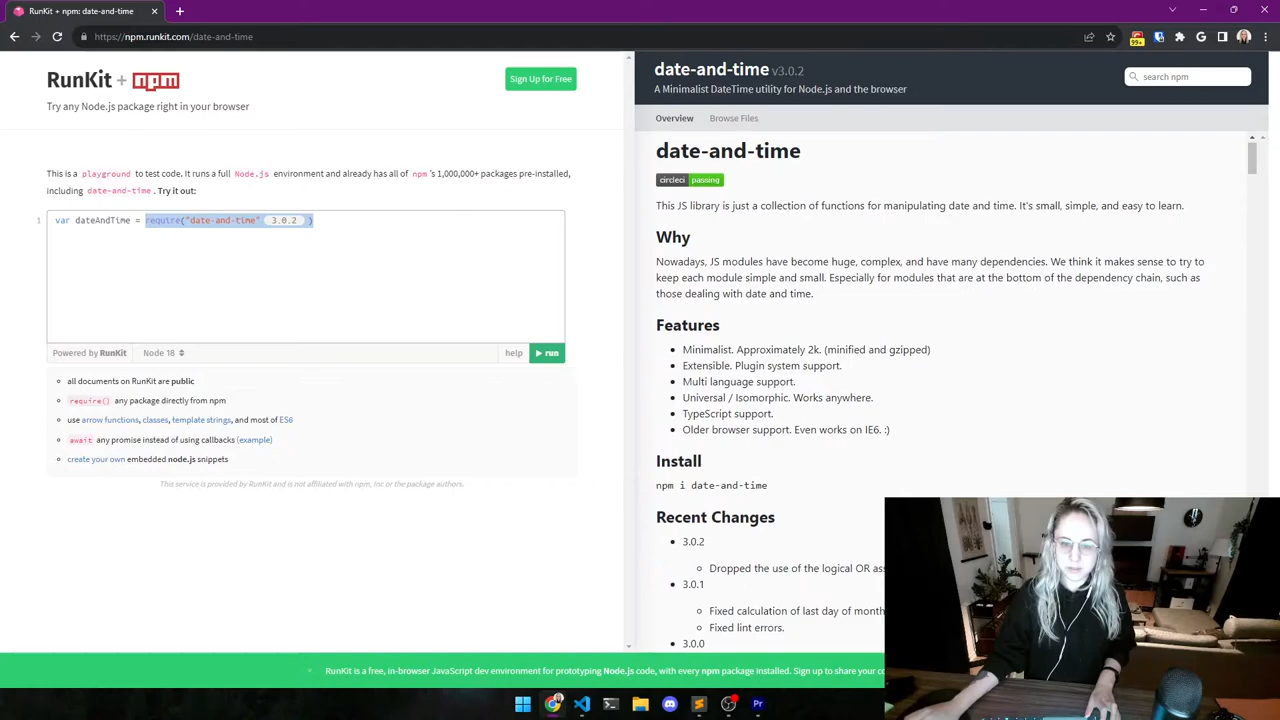 RunKit + npm: date-and-time
https://npm.runkit.com/date-and-time
99+
RunKit + npm
Sign Up for Free
Try any Node.js package right in your browser
This is a playground to test code. It runs a full Node.js environment and already has all of npm's 1,000,000+ packages pre-installed,
including date-and-time. Try it out:
1 var dateAndTime = require("date-and-time" 3.0.2 )
Powered by RunKit Node 18 help run
all documents on RunKit are public
require() any package directly from npm
use arrow functions, classes, template strings, and most of ES6
await any promise instead of using callbacks (example)
create your own embedded node.js snippets
This service is provided by RunKit and is not affiliated with npm, Inc or the package authors.
date-and-time v3.0.2
search npm
A Minimalist DateTime utility for Node.js and the browser
Overview Browse Files
date-and-time
circleci passing
This JS library is just a collection of functions for manipulating date and time. It's small, simple, and easy to learn.
Why
Nowadays, JS modules have become huge, complex, and have many dependencies. We think it makes sense to try to
keep each module simple and small. Especially for modules that are at the bottom of the dependency chain, such as
those dealing with date and time.
Features
Minimalist. Approximately 2k. (minified and gzipped)
Extensible. Plugin system support.
Multi language support.
Universal / Isomorphic. Works anywhere.
TypeScript support.
Older browser support. Even works on IE6. :)
Install
npm i date-and-time
Recent Changes
3.0.2
Dropped the use of the logical OR as
3.0.1
Fixed calculation of last day of month
Fixed lint errors.
3.0.0
RunKit is a free, in-browser JavaScript dev environment for prototyping Node.js code, with every npm package installed. Sign up to share your co
Pr